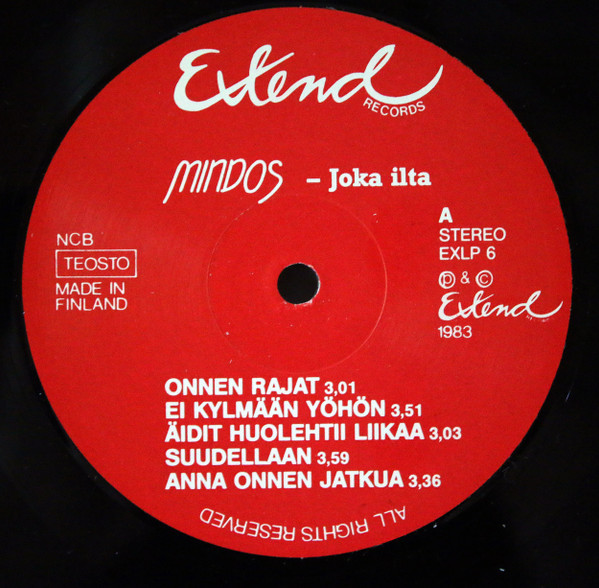 Extend
RECORDS
MINDOS – Joka ilta
A
STEREO
EXLP 6
℗ & ©
Extend
1983
NCB
TEOSTO
MADE IN
FINLAND
ONNEN RAJAT 3,01
EI KYLMÄÄN YÖHÖN 3,51
ÄIDIT HUOLEHTII LIIKAA 3,03
SUUDELLAAN 3,59
ANNA ONNEN JATKUA 3,36
ALL RIGHTS RESERVED